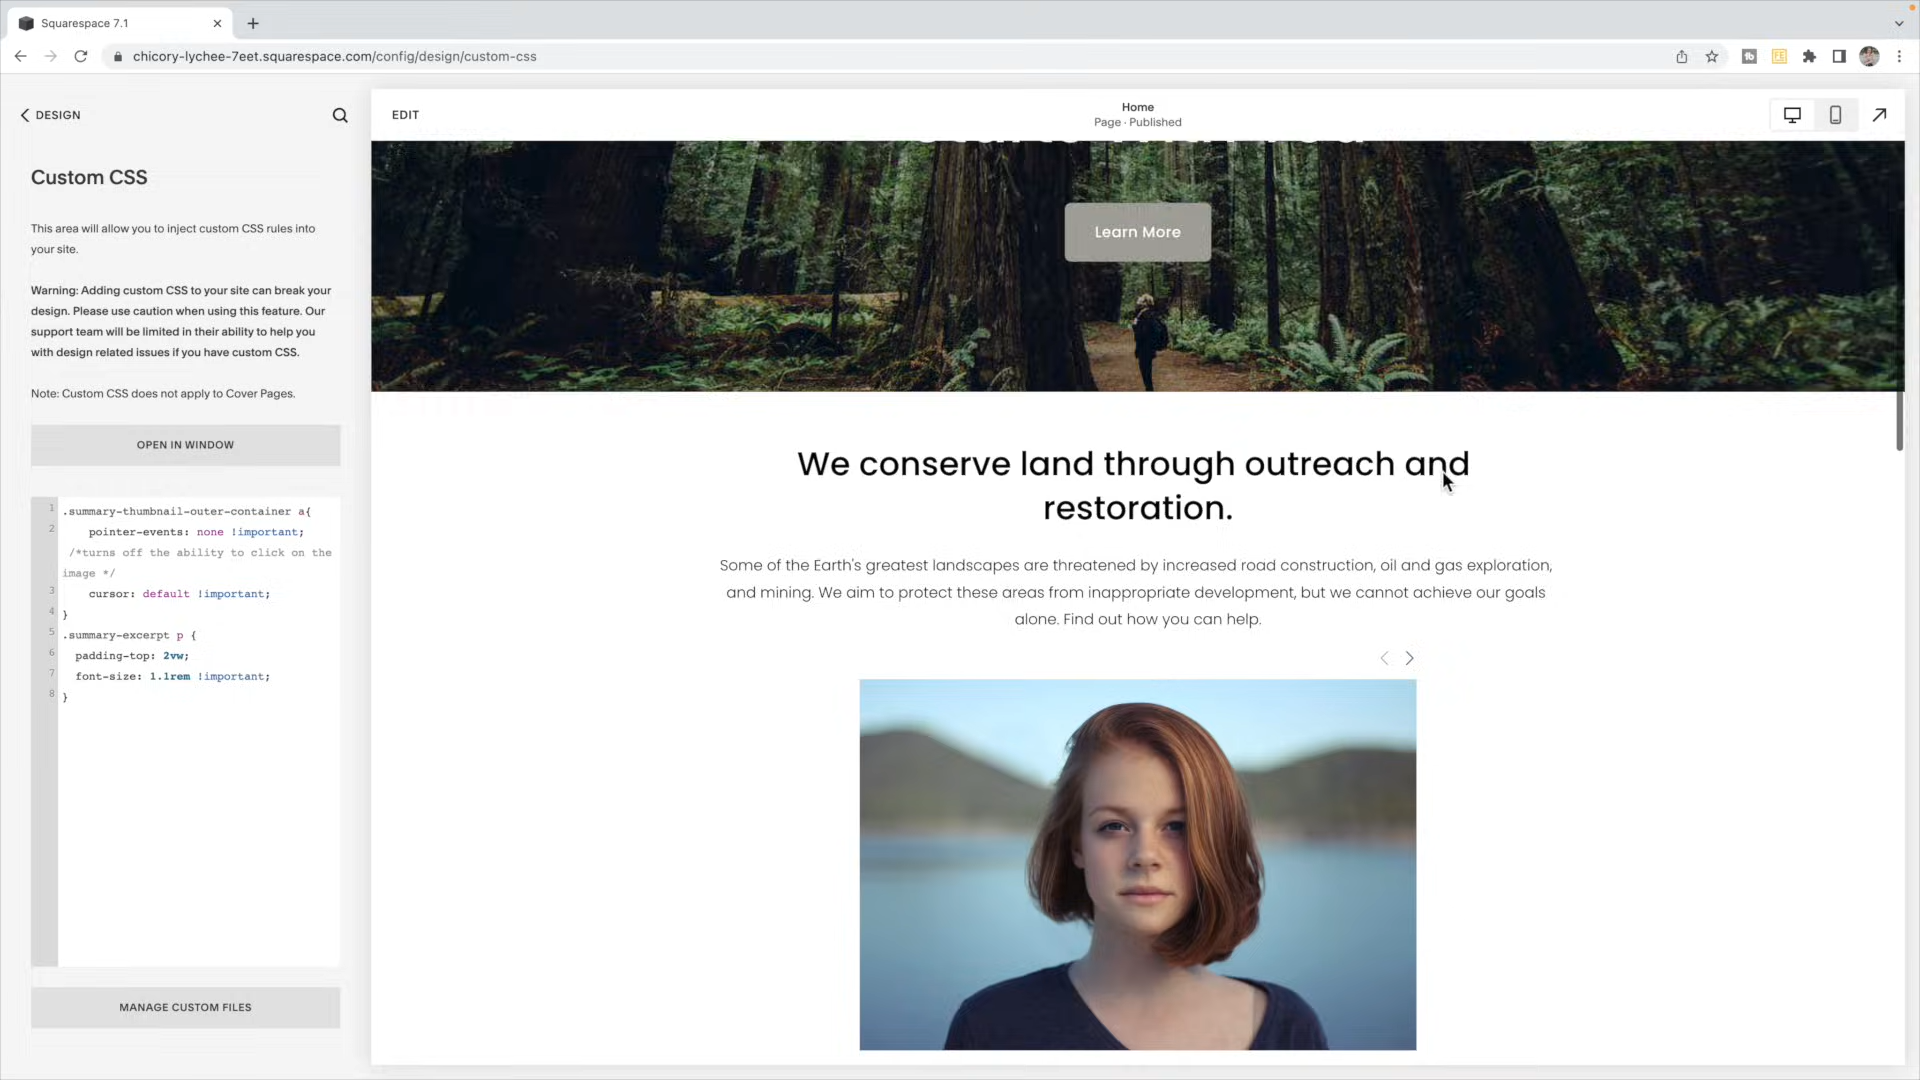 Squarespace 7.1
chicory-lychee-7eet.squarespace.com/config/design/custom-css
DESIGN
EDIT
Home
Page · Published
Custom CSS
This area will allow you to inject custom CSS rules into
your site.
Warning: Adding custom CSS to your site can break your
design. Please use caution when using this feature. Our
support team will be limited in their ability to help you
with design related issues if you have custom CSS.
Note: Custom CSS does not apply to Cover Pages.
OPEN IN WINDOW
1 .summary-thumbnail-outer-container a{
2 pointer-events: none !important;
/*turns off the ability to click on the
image */
3 cursor: default !important;
4 }
5 .summary-excerpt p {
6 padding-top: 2vw;
7 font-size: 1.1rem !important;
8 }
MANAGE CUSTOM FILES
Learn More
We conserve land through outreach and
restoration.
Some of the Earth's greatest landscapes are threatened by increased road construction, oil and gas exploration,
and mining. We aim to protect these areas from inappropriate development, but we cannot achieve our goals
alone. Find out how you can help.